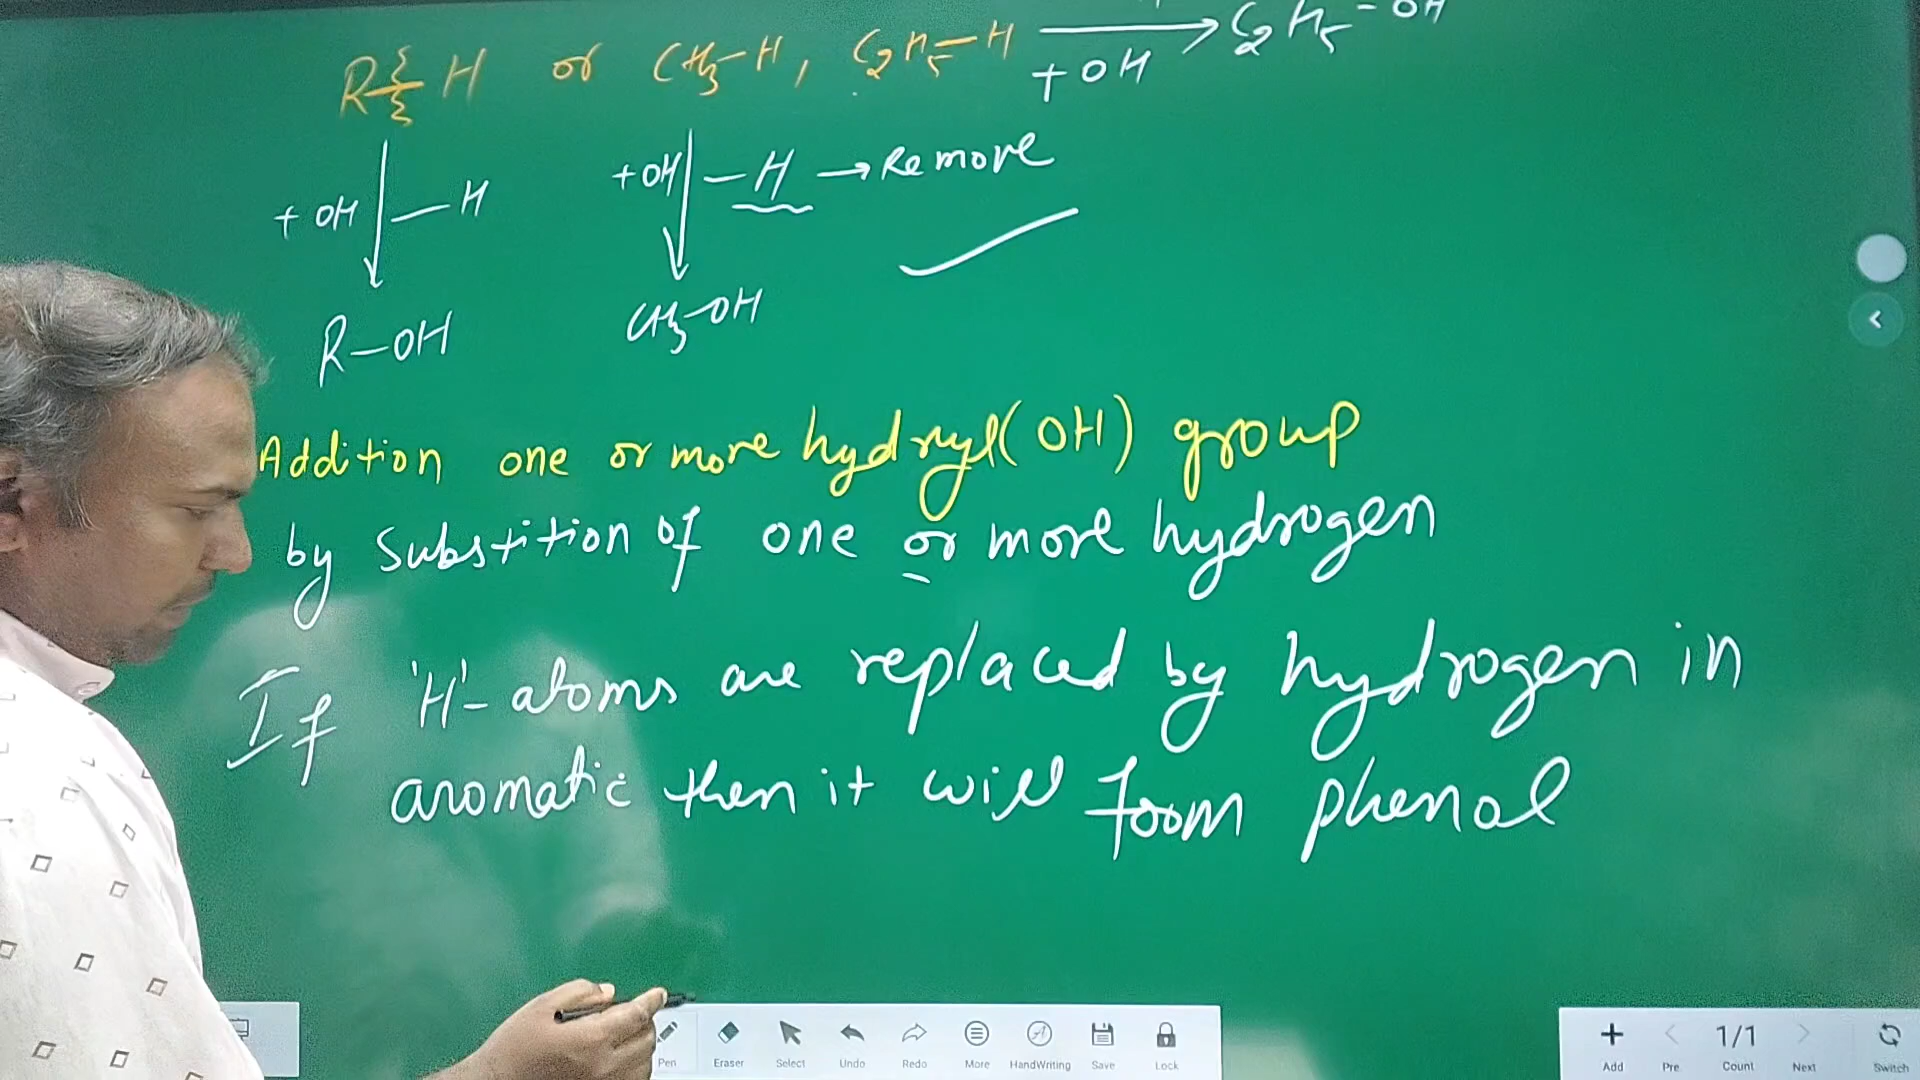 R-H or CH3-H, C2H5-H +OH → C2H5-OH
+OH -H +OH -H → Remove
R-OH CH3-OH
Addition one or more hydryl(OH) group
by Substition of one or more hydrogen
If 'H'-atoms are replaced by hydrogen in
aromatic then it will form phenol
Pen Eraser Select Undo Redo More HandWriting Save Lock
+ < 1/1 >
Add Pre Count Next Switch